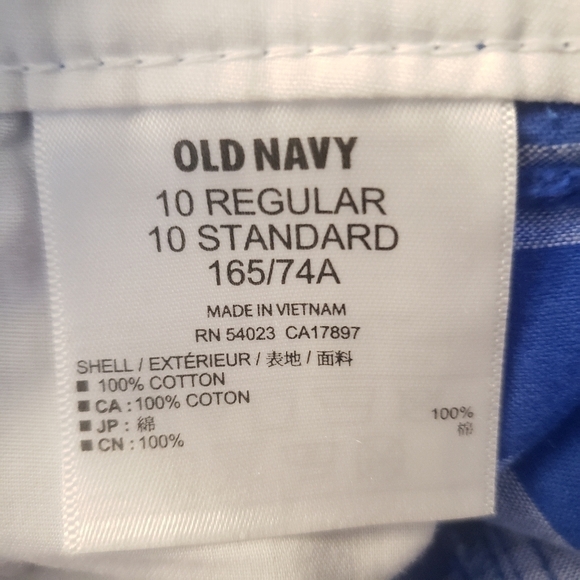 OLD NAVY
10 REGULAR
10 STANDARD
165/74A
MADE IN VIETNAM
RN 54023 CA17897
SHELL / EXTÉRIEUR / 表地 / 面料
■ 100% COTTON
■ CA : 100% COTON
■ JP : 綿 100%
■ CN : 100% 棉